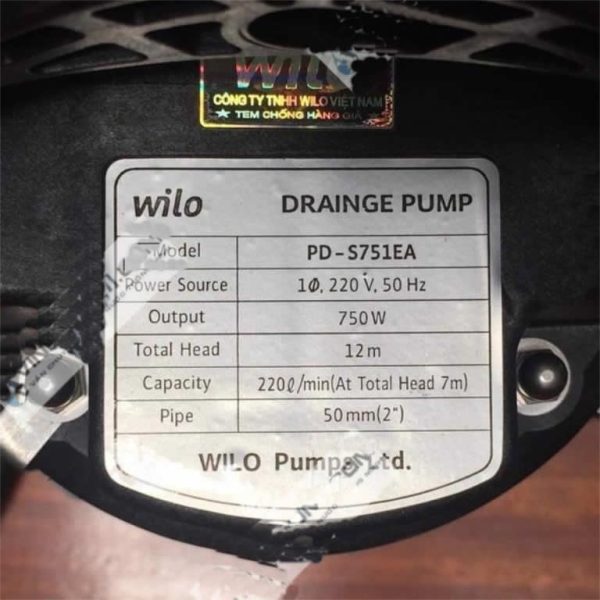 WILO
CÔNG TY TNHH WILO VIỆT NAM
★ TEM CHỐNG HÀNG GIẢ
wilo DRAINGE PUMP
Model PD-S751EA
Power Source 1Ø, 220 V, 50 Hz
Output 750W
Total Head 12m
Capacity 220ℓ/min(At Total Head 7m)
Pipe 50mm(2")
WILO Pumps Ltd.